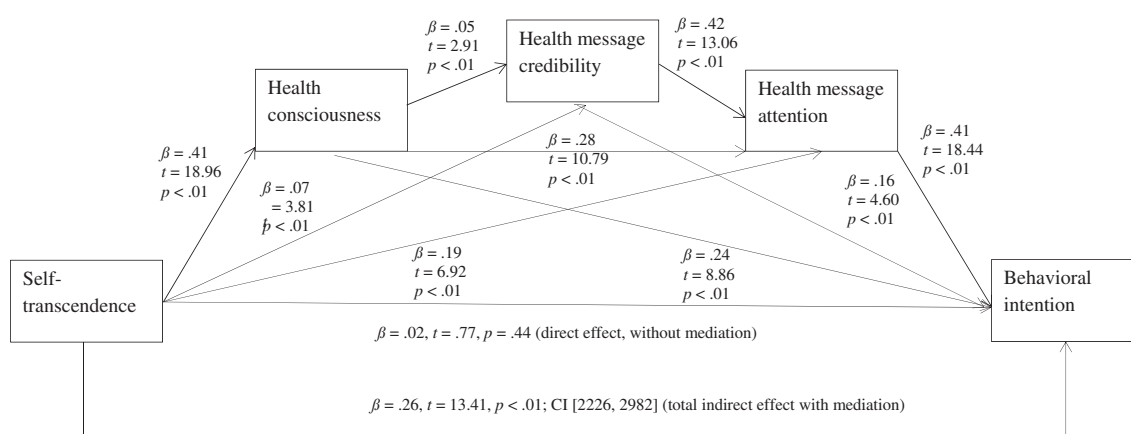 β = .05
t = 2.91
p < .01
Health message
credibility
β = .42
t = 13.06
p < .01
Health
consciousness
Health message
attention
β = .41
t = 18.96
p < .01
β = .28
t = 10.79
p < .01
β = .41
t = 18.44
p < .01
β = .07
= 3.81
p < .01
β = .16
t = 4.60
p < .01
Self-
transcendence
β = .19
t = 6.92
p < .01
β = .24
t = 8.86
p < .01
Behavioral
intention
β = .02, t = .77, p = .44 (direct effect, without mediation)
β = .26, t = 13.41, p < .01; CI [2226, 2982] (total indirect effect with mediation)